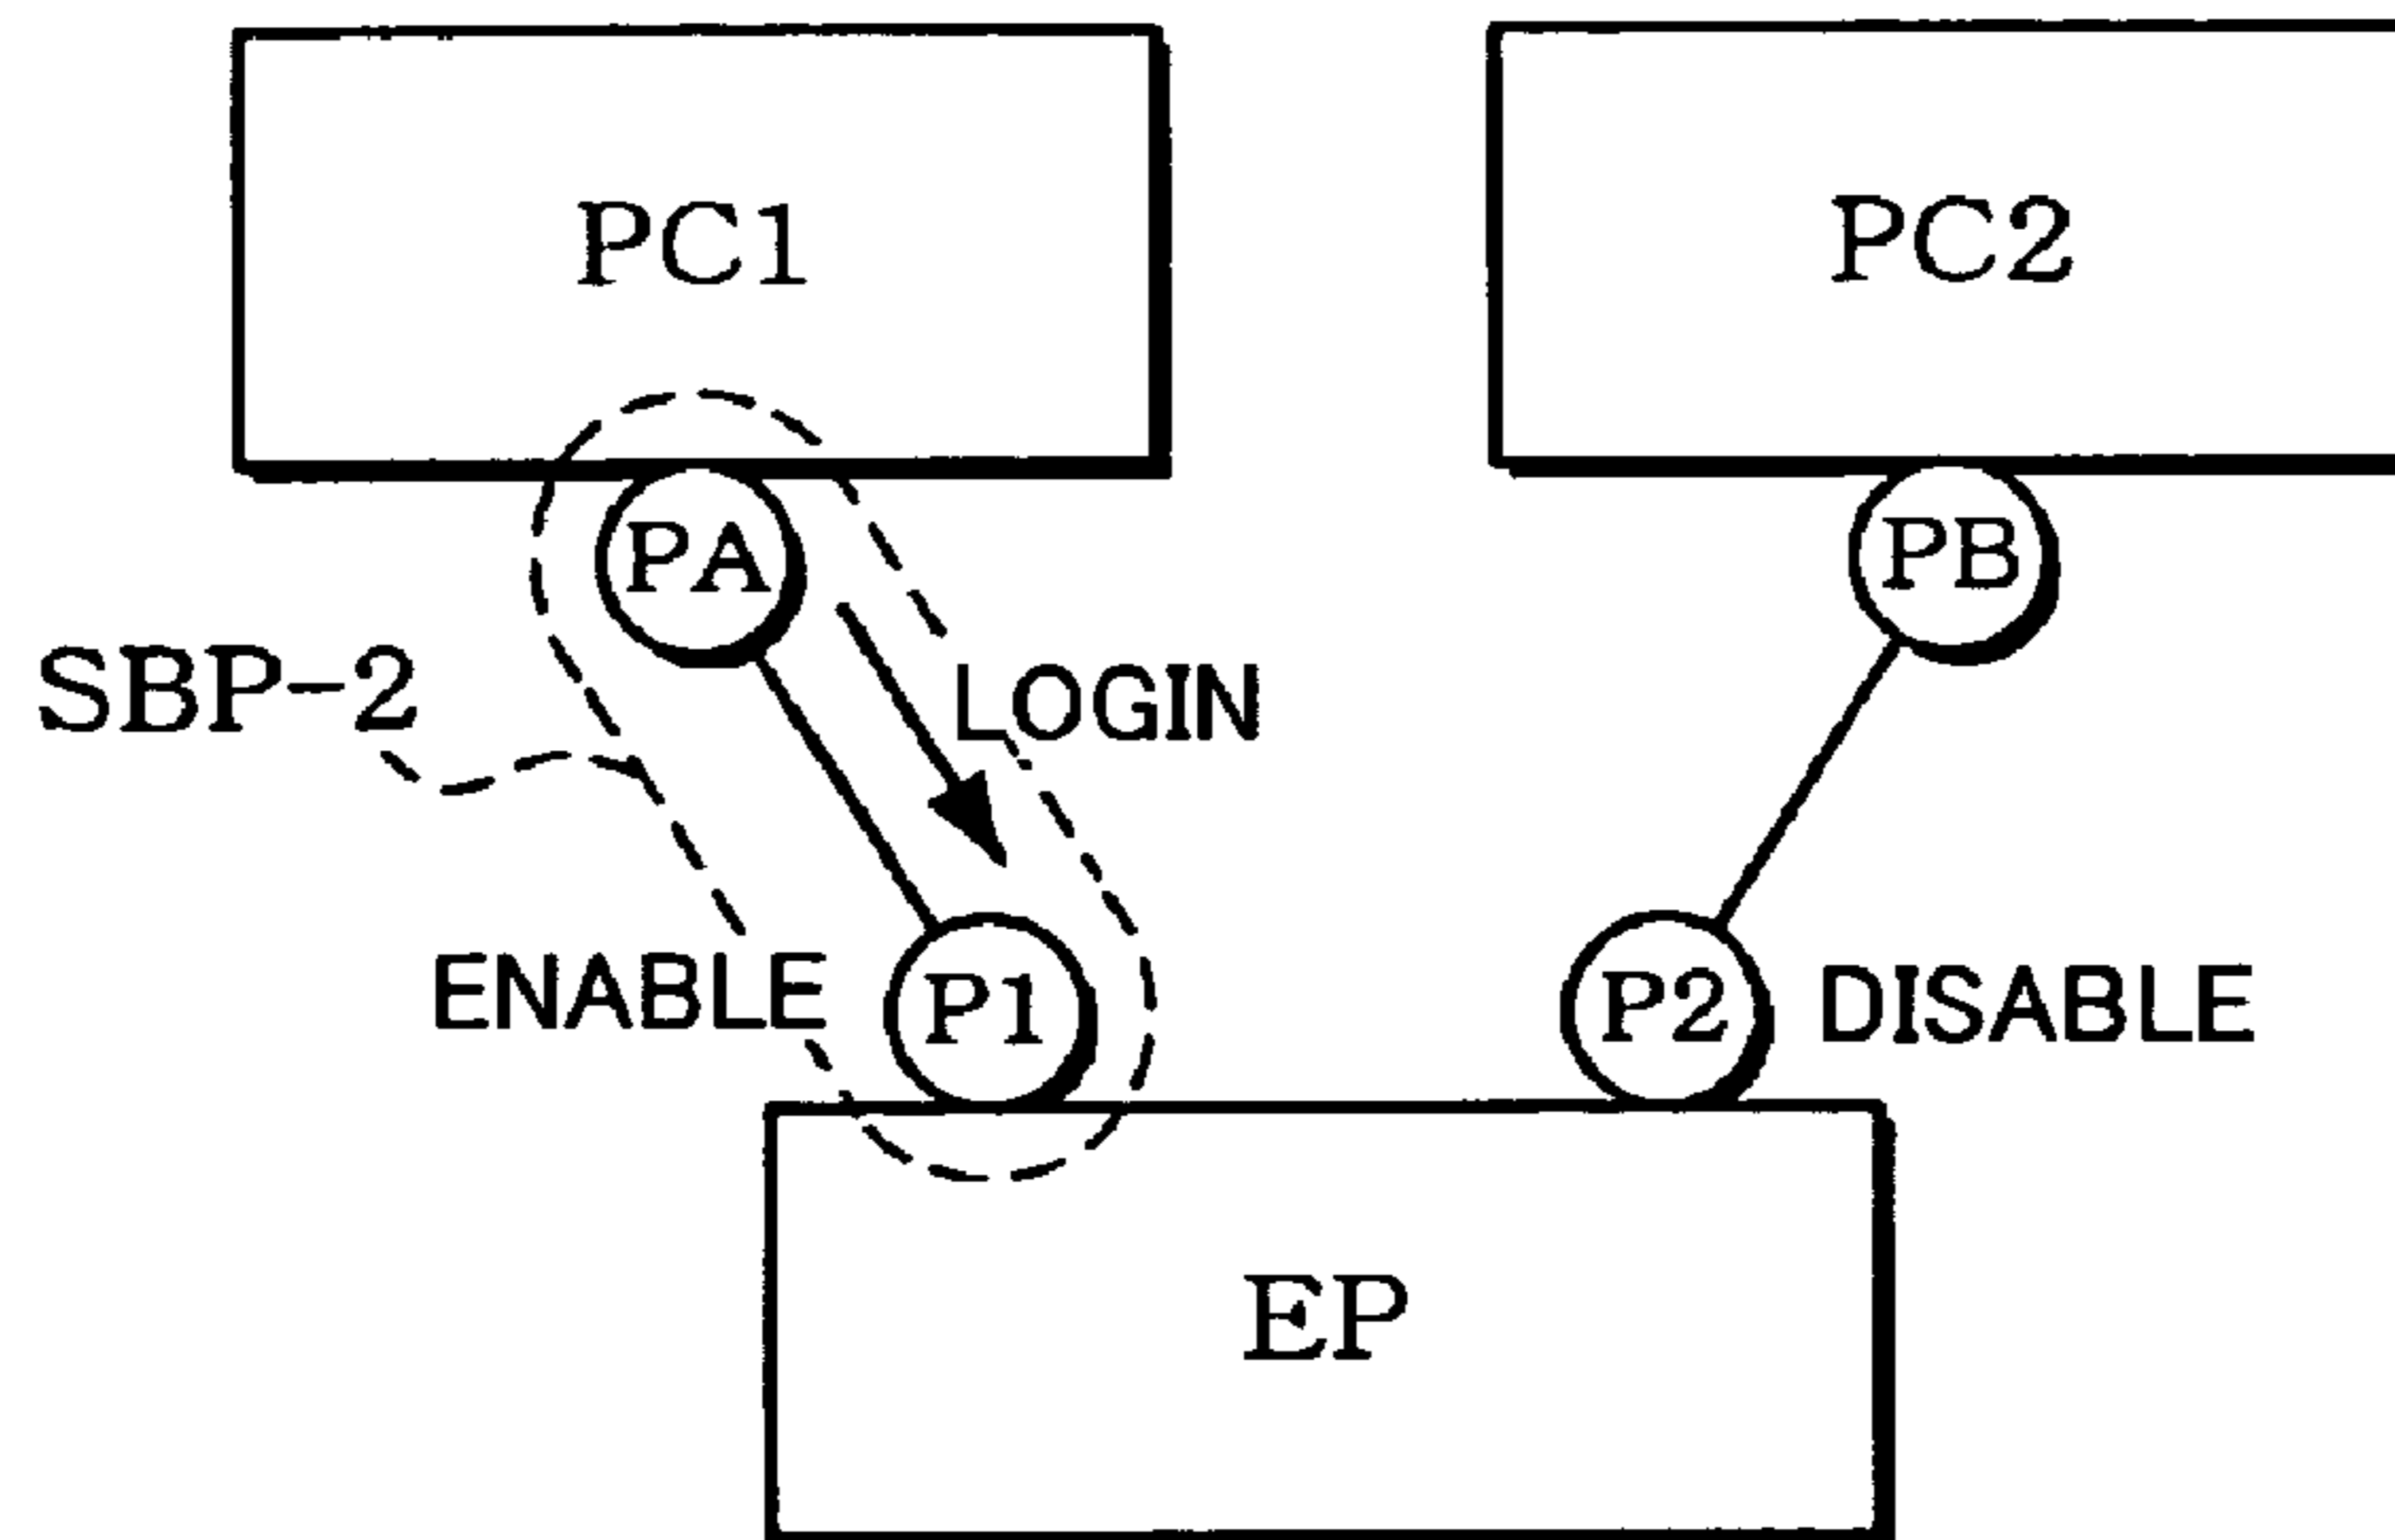 PC1
PC2
PA
PB
SBP-2
LOGIN
ENABLE
P1
P2
DISABLE
EP